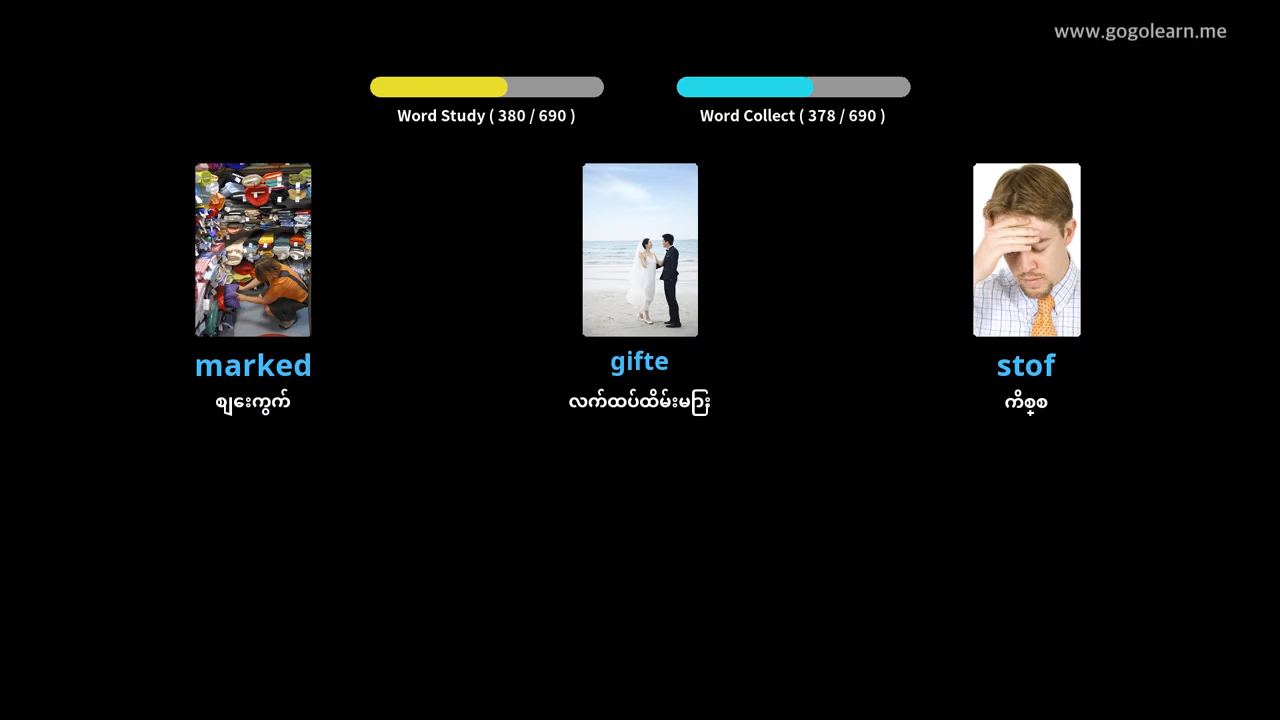 www.gogolearn.me
Word Study ( 380 / 690 )
Word Collect ( 378 / 690 )
marked
gifte
stof
စျေးကွက်
လက်ထပ်ထိမ်းမြား
ကိစ္စ